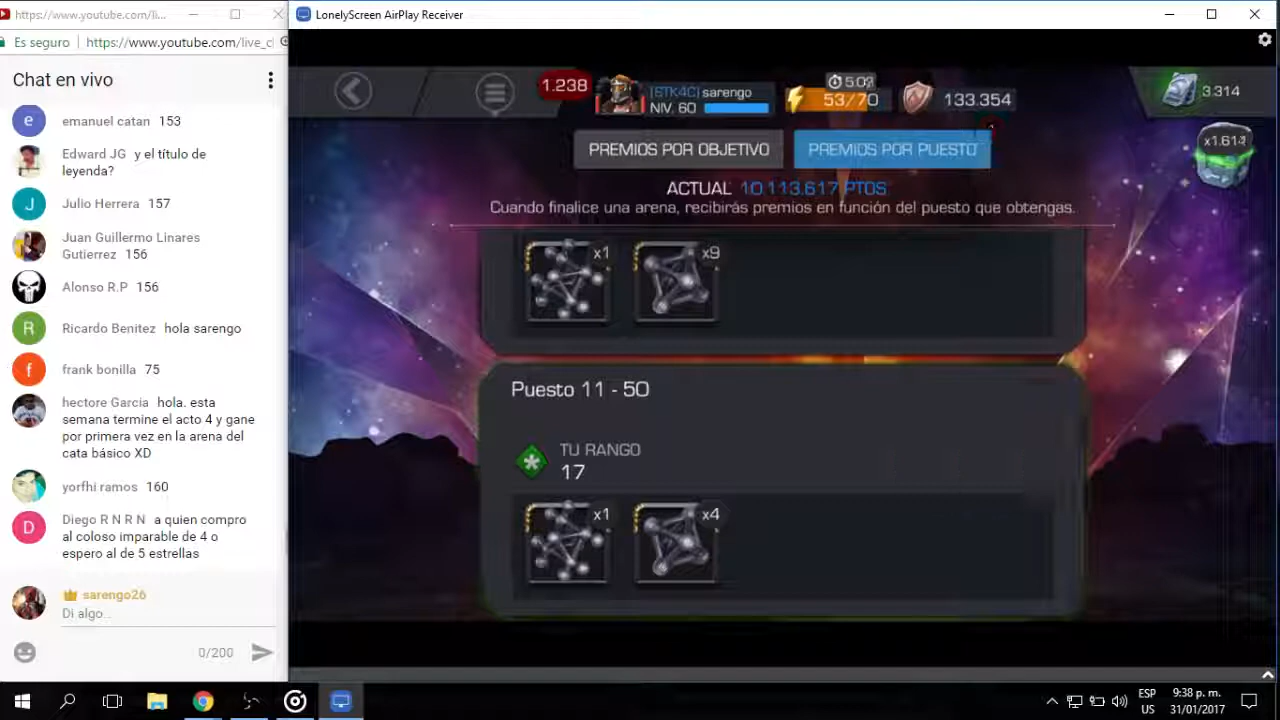 https://www.youtube.com/li...
Es seguro https://www.youtube.com/live_c
Chat en vivo
emanuel catan 153
Edward JG y el título de
leyenda?
Julio Herrera 157
Juan Guillermo Linares
Gutierrez 156
Alonso R.P 156
Ricardo Benitez hola sarengo
frank bonilla 75
hectore Garcia hola. esta
semana termine el acto 4 y gane
por primera vez en la arena del
cata básico XD
yorfhi ramos 160
Diego R N R N a quien compro
al coloso imparable de 4 o
espero al de 5 estrellas
sarengo26
Di algo...
0/200
LonelyScreen AirPlay Receiver
1.238
[STK4C] sarengo
NIV. 60
5:09
53/70
133.354
3.314
x1.614
PREMIOS POR OBJETIVO
PREMIOS POR PUESTO
ACTUAL 10.113.617 PTOS
Cuando finalice una arena, recibirás premios en función del puesto que obtengas.
x1
x9
Puesto 11 - 50
TU RANGO
17
x1
x4
ESP
US
9:38 p. m.
31/01/2017